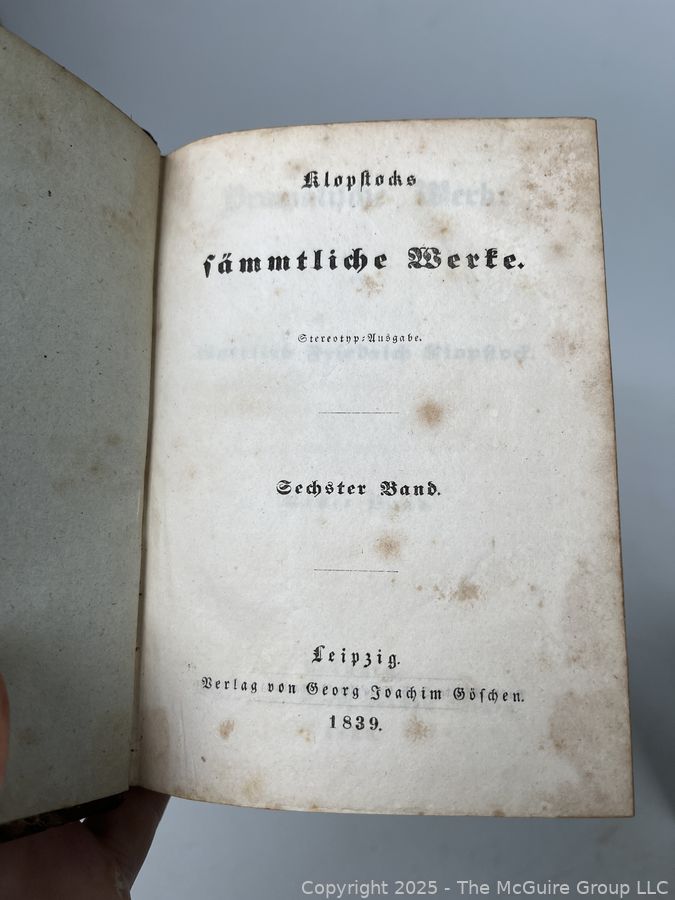 Klopstocks
sämmtliche Werke.
Stereotyp-Ausgabe.
Sechster Band.
Leipzig.
Verlag von Georg Joachim Göschen.
1839.
Copyright 2025 - The McGuire Group LLC